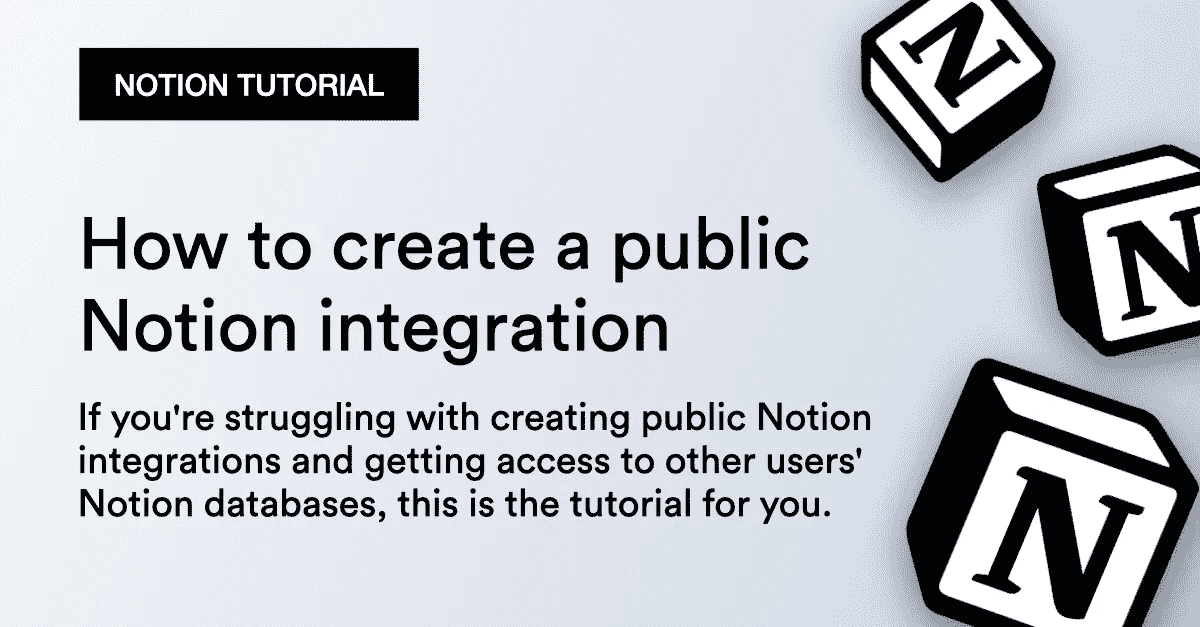 NOTION TUTORIAL
How to create a public
Notion integration
If you're struggling with creating public Notion
integrations and getting access to other users'
Notion databases, this is the tutorial for you.
N
N
N